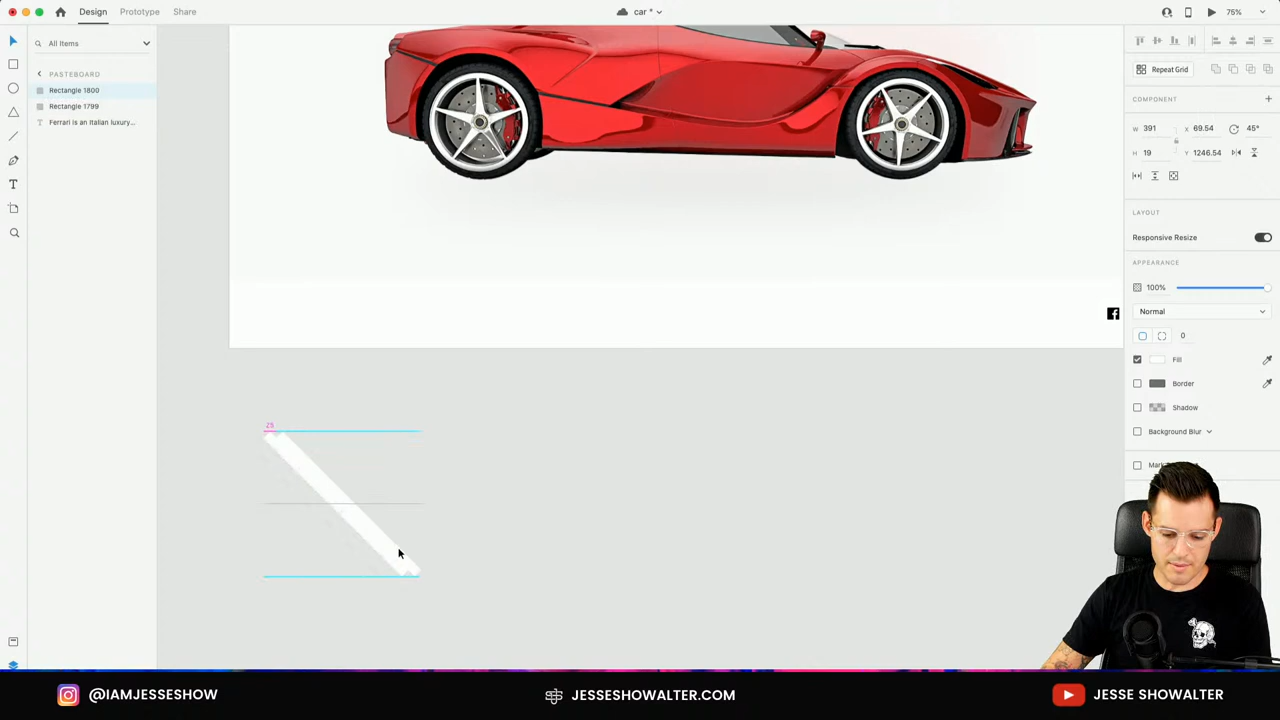 Design Prototype Share
car *
75%
All Items
PASTEBOARD
Rectangle 1800
Rectangle 1799
Ferrari is an Italian luxury...
Repeat Grid
COMPONENT
W 391 X 69.54 45°
H 19 Y 1246.54
LAYOUT
Responsive Resize
APPEARANCE
100%
Normal
0
Fill
Border
Shadow
Background Blur
25
@IAMJESSESHOW
JESSESHOWALTER.COM
JESSE SHOWALTER